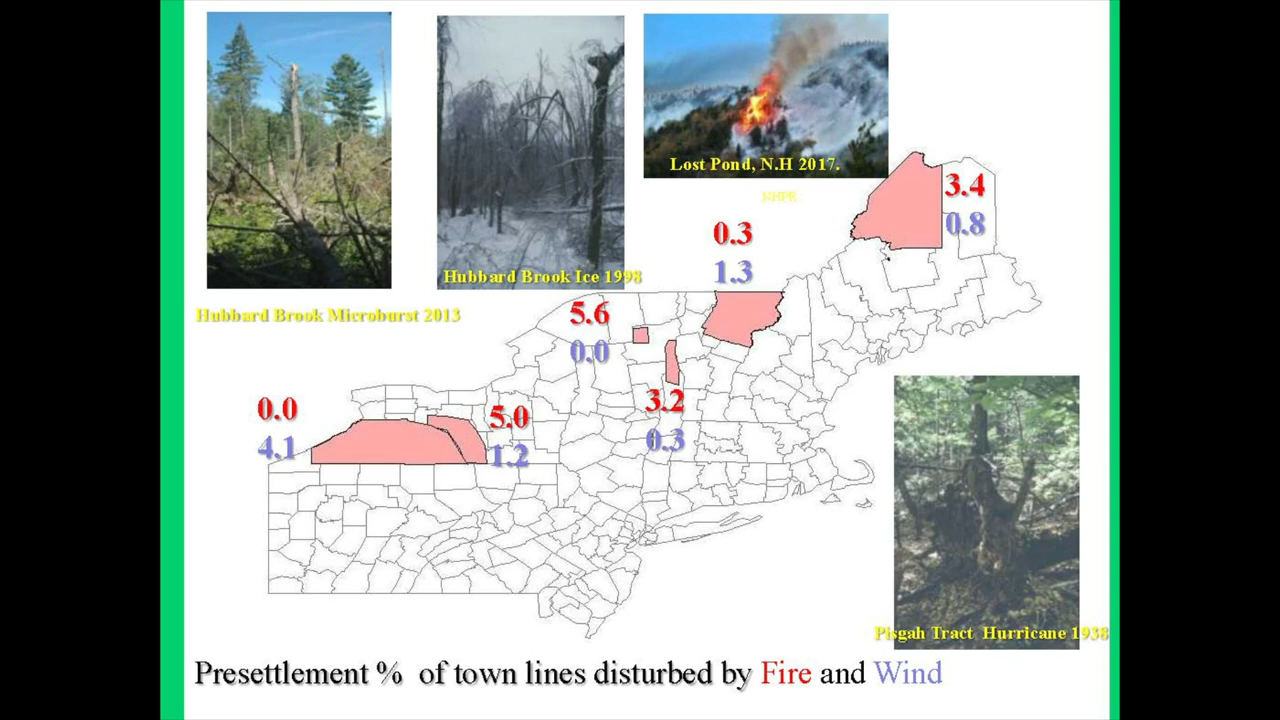 Lost Pond, N.H 2017.
NHPR
Hubbard Brook Ice 1998
Hubbard Brook Microburst 2013
3.4
0.8
0.3
1.3
5.6
0.0
3.2
0.3
0.0
4.1
5.0
1.2
Pisgah Tract Hurricane 1938
Presettlement % of town lines disturbed by Fire and Wind